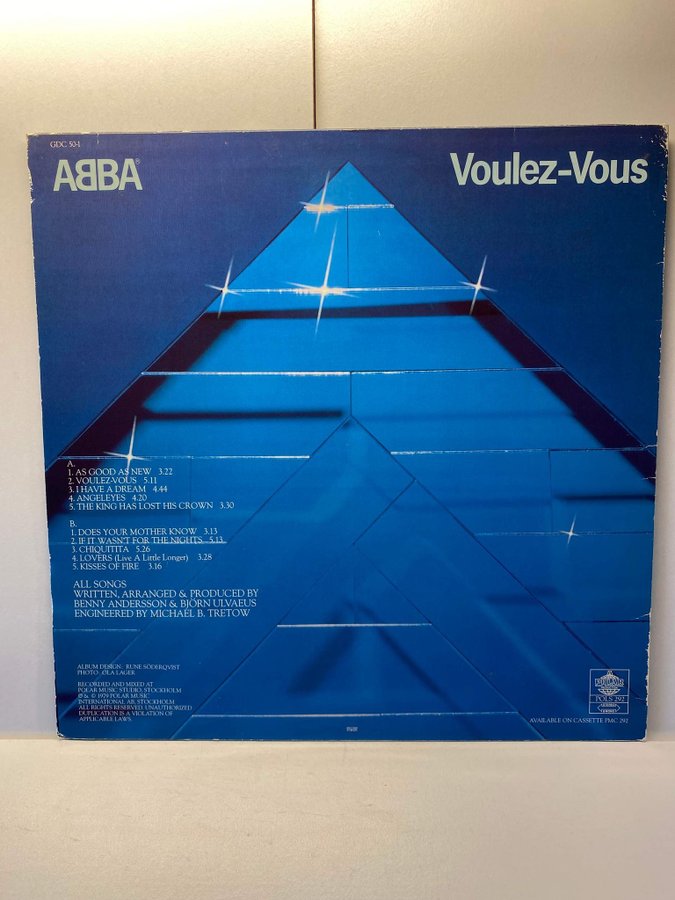 GDC 50-1
ABBA®
Voulez-Vous
A.
1. AS GOOD AS NEW 3.22
2. VOULEZ-VOUS 5.11
3. I HAVE A DREAM 4.44
4. ANGELEYES 4.20
5. THE KING HAS LOST HIS CROWN 3.30
B.
1. DOES YOUR MOTHER KNOW 3.13
2. IF IT WASN'T FOR THE NIGHTS 5.13
3. CHIQUITITA 5.26
4. LOVERS (Live A Little Longer) 3.28
5. KISSES OF FIRE 3.16
ALL SONGS
WRITTEN, ARRANGED & PRODUCED BY
BENNY ANDERSSON & BJÖRN ULVAEUS
ENGINEERED BY MICHAEL B. TRETOW
ALBUM DESIGN: RUNE SÖDERQVIST
PHOTO: OLA LAGER
RECORDED AND MIXED AT
POLAR MUSIC STUDIO, STOCKHOLM
℗ & © 1979 POLAR MUSIC
INTERNATIONAL AB, STOCKHOLM
ALL RIGHTS RESERVED. UNAUTHORIZED
DUPLICATION IS A VIOLATION OF
APPLICABLE LAWS.
POLAR
POLS 292
AVAILABLE ON CASSETTE PMC 292